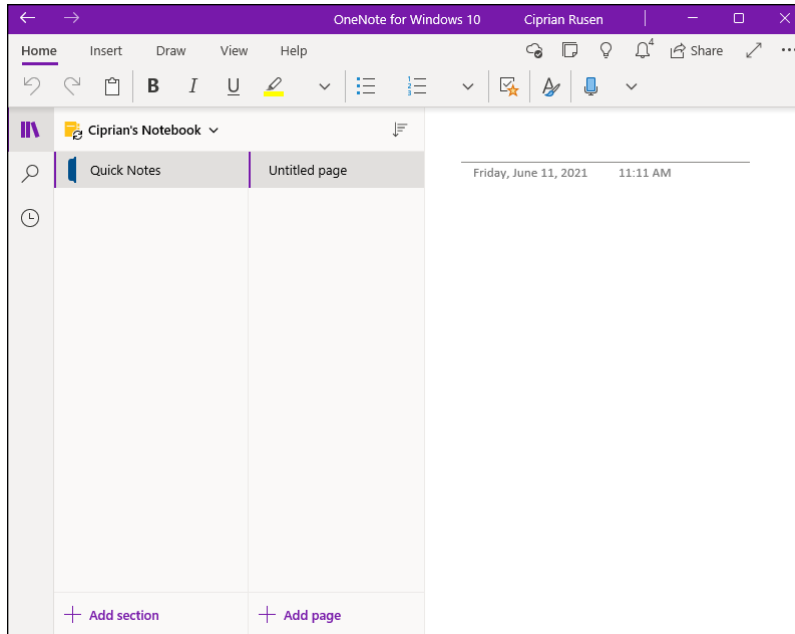 OneNote for Windows 10 Ciprian Rusen
Home Insert Draw View Help 4 Share
B I U
Ciprian's Notebook
Quick Notes Untitled page
Friday, June 11, 2021 11:11 AM
Add section Add page